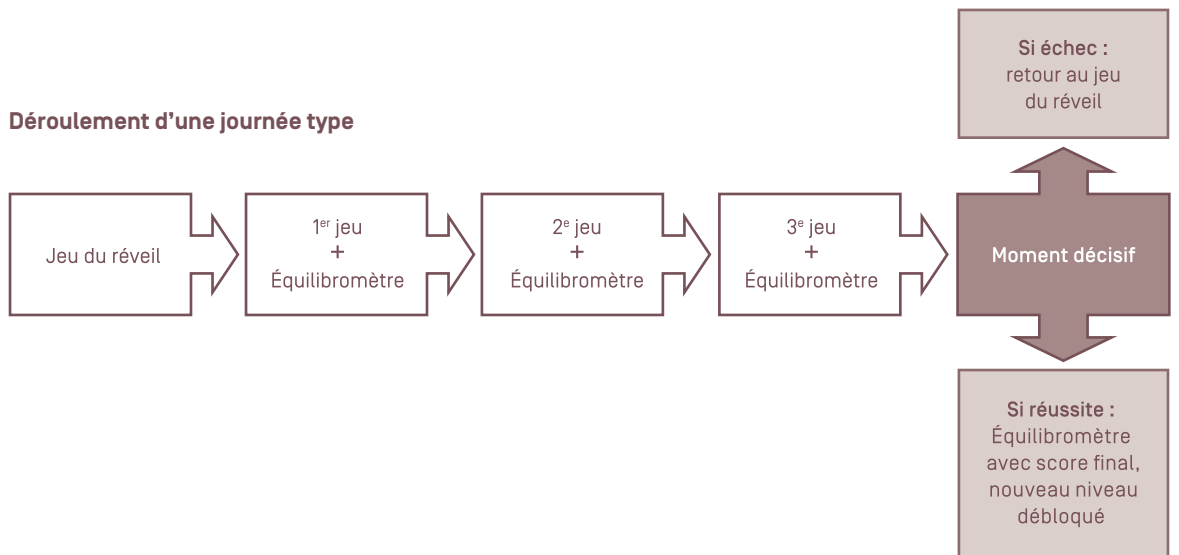 Déroulement d’une journée type
Jeu du réveil
1er jeu
+
Équilibromètre
2e jeu
+
Équilibromètre
3e jeu
+
Équilibromètre
Moment décisif
Si échec :
retour au jeu
du réveil
Si réussite :
Équilibromètre
avec score final,
nouveau niveau
débloqué